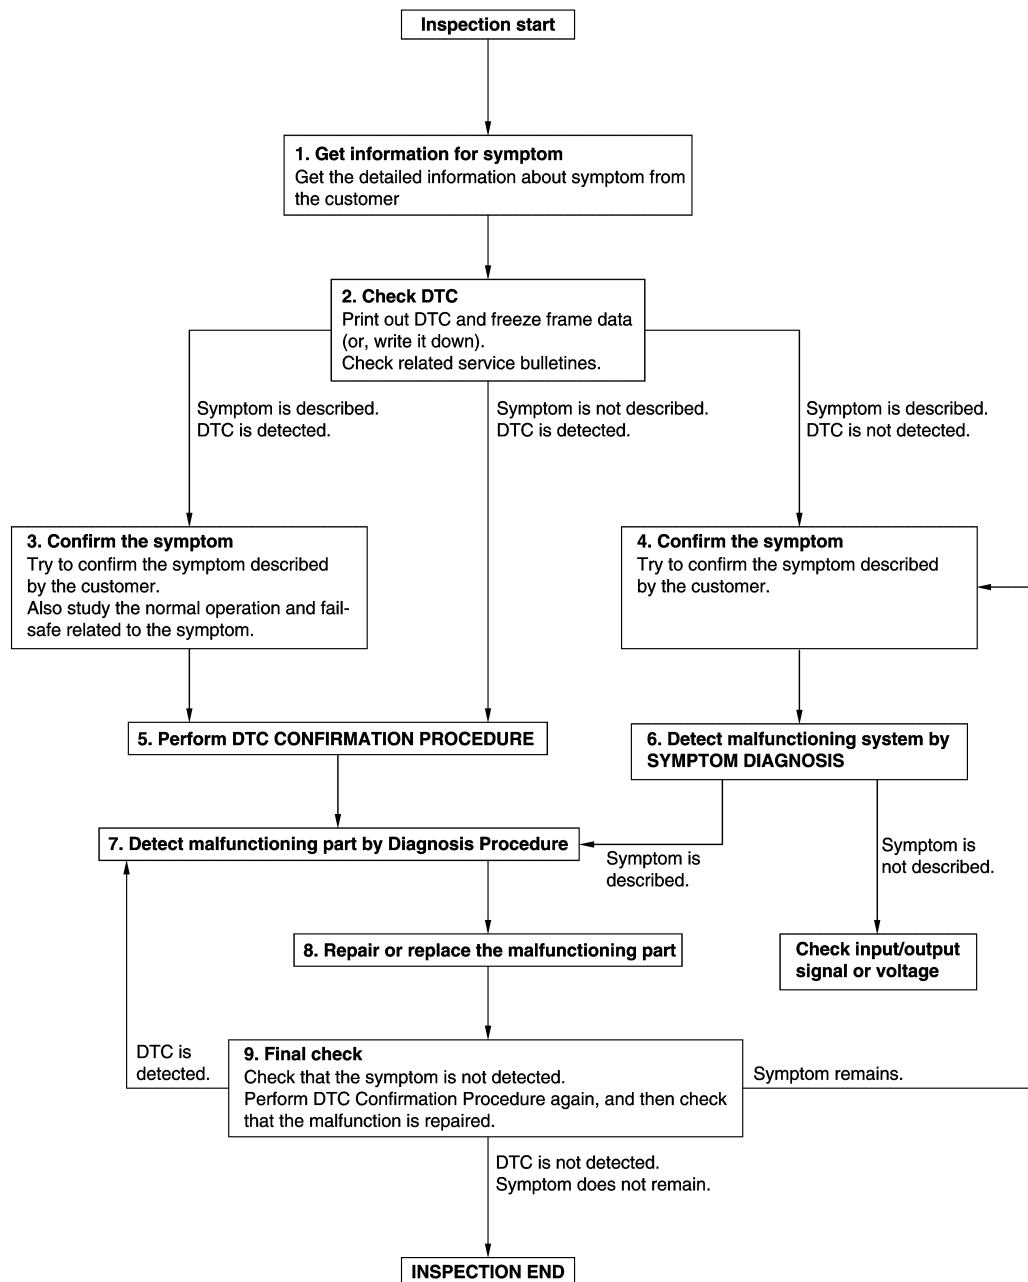 Inspection start
1. Get information for symptom
Get the detailed information about symptom from
the customer
2. Check DTC
Print out DTC and freeze frame data
(or, write it down).
Check related service bulletines.
Symptom is described.
DTC is detected.
Symptom is not described.
DTC is detected.
Symptom is described.
DTC is not detected.
3. Confirm the symptom
Try to confirm the symptom described
by the customer.
Also study the normal operation and fail-
safe related to the symptom.
4. Confirm the symptom
Try to confirm the symptom described
by the customer.
5. Perform DTC CONFIRMATION PROCEDURE
6. Detect malfunctioning system by
SYMPTOM DIAGNOSIS
7. Detect malfunctioning part by Diagnosis Procedure
Symptom is
described.
Symptom is
not described.
8. Repair or replace the malfunctioning part
Check input/output
signal or voltage
DTC is
detected.
9. Final check
Check that the symptom is not detected.
Perform DTC Confirmation Procedure again, and then check
that the malfunction is repaired.
Symptom remains.
DTC is not detected.
Symptom does not remain.
INSPECTION END